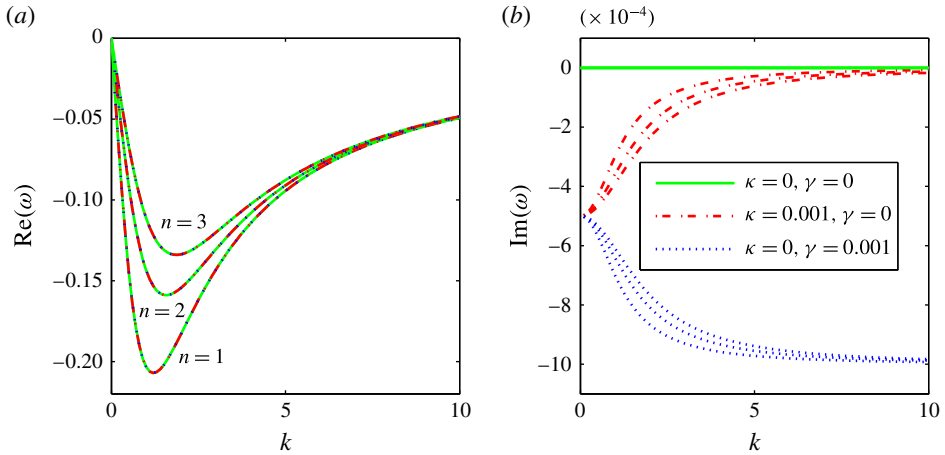 (a)
0
−0.05
−0.10
−0.15
−0.20
Re(ω)
n = 3
n = 2
n = 1
0 5 10
k
(b) (× 10⁻⁴)
0
−2
−4
−6
−8
−10
Im(ω)
κ = 0, γ = 0
κ = 0.001, γ = 0
κ = 0, γ = 0.001
0 5 10
k